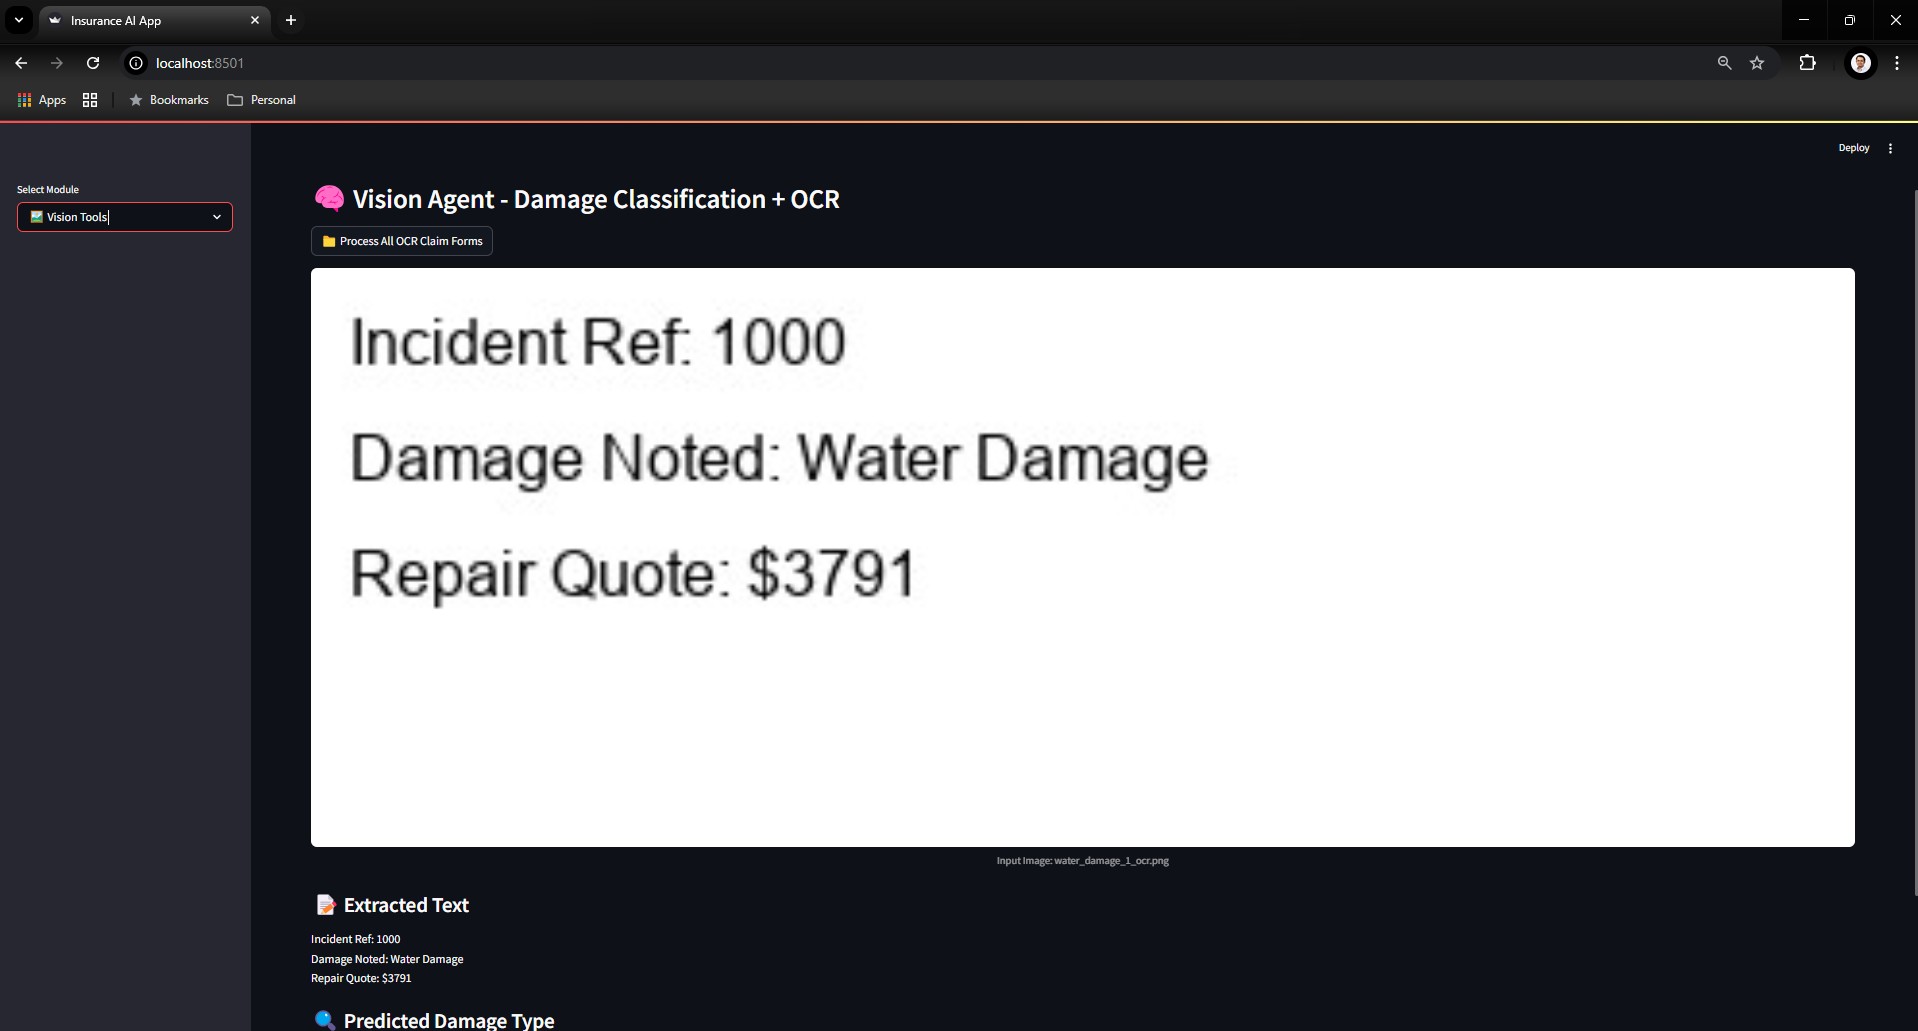 Insurance AI App
localhost:8501
Apps
Bookmarks
Personal
Deploy
Select Module
Vision Tools
Vision Agent - Damage Classification + OCR
Process All OCR Claim Forms
Incident Ref: 1000
Damage Noted: Water Damage
Repair Quote: $3791
Input Image: water_damage_1_ocr.png
Extracted Text
Incident Ref: 1000
Damage Noted: Water Damage
Repair Quote: $3791
Predicted Damage Type